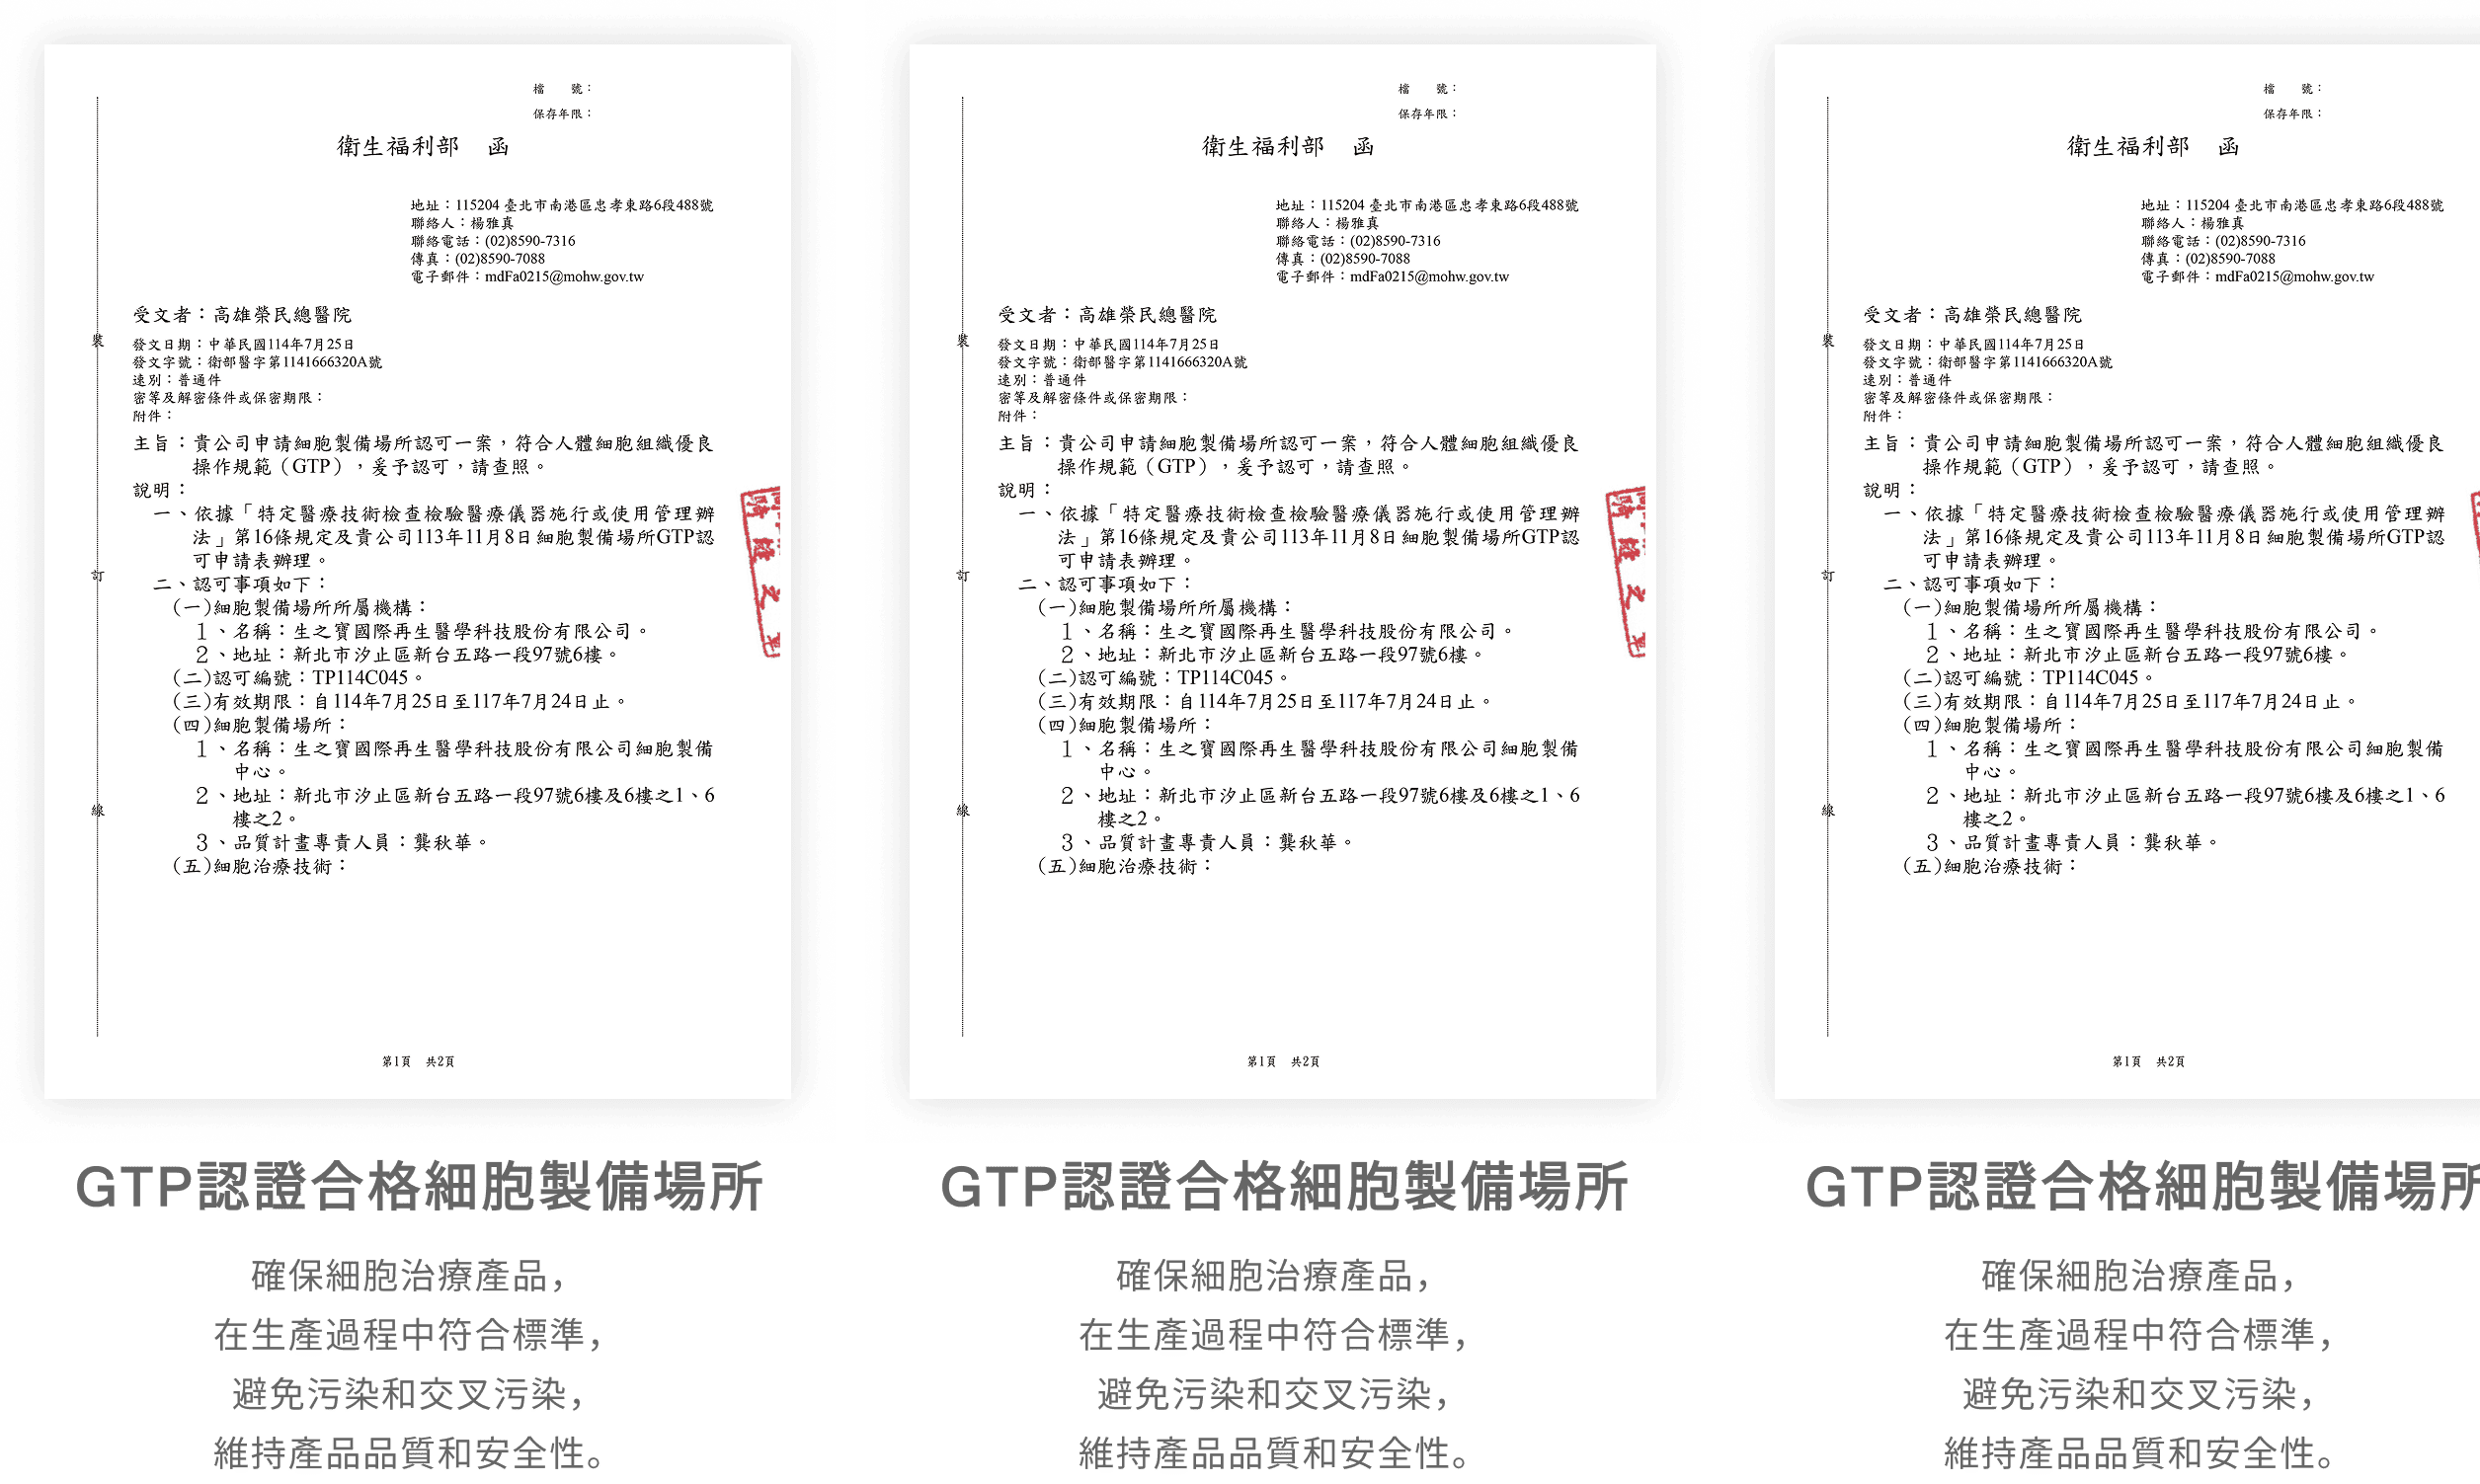 檔　　號：
保存年限：
衛生福利部　函
地址：115204 臺北市南港區忠孝東路6段488號
聯絡人：楊雅真
聯絡電話：(02)8590-7316
傳真：(02)8590-7088
電子郵件：mdFa0215@mohw.gov.tw
受文者：高雄榮民總醫院
發文日期：中華民國114年7月25日
發文字號：衛部醫字第1141666320A號
速別：普通件
密等及解密條件或保密期限：
附件：
主旨：貴公司申請細胞製備場所認可一案，符合人體細胞組織優良
操作規範（GTP），爰予認可，請查照。
說明：
一、依據「特定醫療技術檢查檢驗醫療儀器施行或使用管理辦
法」第16條規定及貴公司113年11月8日細胞製備場所GTP認
可申請表辦理。
二、認可事項如下：
(一)細胞製備場所所屬機構：
1、名稱：生之寶國際再生醫學科技股份有限公司。
2、地址：新北市汐止區新台五路一段97號6樓。
(二)認可編號：TP114C045。
(三)有效期限：自114年7月25日至117年7月24日止。
(四)細胞製備場所：
1、名稱：生之寶國際再生醫學科技股份有限公司細胞製備
中心。
2、地址：新北市汐止區新台五路一段97號6樓及6樓之1、6
樓之2。
3、品質計畫專責人員：龔秋華。
(五)細胞治療技術：
裝
訂
線
第1頁　共2頁
GTP認證合格細胞製備場所
確保細胞治療產品，
在生產過程中符合標準，
避免污染和交叉污染，
維持產品品質和安全性。
檔　　號：
保存年限：
衛生福利部　函
地址：115204 臺北市南港區忠孝東路6段488號
聯絡人：楊雅真
聯絡電話：(02)8590-7316
傳真：(02)8590-7088
電子郵件：mdFa0215@mohw.gov.tw
受文者：高雄榮民總醫院
發文日期：中華民國114年7月25日
發文字號：衛部醫字第1141666320A號
速別：普通件
密等及解密條件或保密期限：
附件：
主旨：貴公司申請細胞製備場所認可一案，符合人體細胞組織優良
操作規範（GTP），爰予認可，請查照。
說明：
一、依據「特定醫療技術檢查檢驗醫療儀器施行或使用管理辦
法」第16條規定及貴公司113年11月8日細胞製備場所GTP認
可申請表辦理。
二、認可事項如下：
(一)細胞製備場所所屬機構：
1、名稱：生之寶國際再生醫學科技股份有限公司。
2、地址：新北市汐止區新台五路一段97號6樓。
(二)認可編號：TP114C045。
(三)有效期限：自114年7月25日至117年7月24日止。
(四)細胞製備場所：
1、名稱：生之寶國際再生醫學科技股份有限公司細胞製備
中心。
2、地址：新北市汐止區新台五路一段97號6樓及6樓之1、6
樓之2。
3、品質計畫專責人員：龔秋華。
(五)細胞治療技術：
裝
訂
線
第1頁　共2頁
GTP認證合格細胞製備場所
確保細胞治療產品，
在生產過程中符合標準，
避免污染和交叉污染，
維持產品品質和安全性。
檔　　號：
保存年限：
衛生福利部　函
地址：115204 臺北市南港區忠孝東路6段488號
聯絡人：楊雅真
聯絡電話：(02)8590-7316
傳真：(02)8590-7088
電子郵件：mdFa0215@mohw.gov.tw
受文者：高雄榮民總醫院
發文日期：中華民國114年7月25日
發文字號：衛部醫字第1141666320A號
速別：普通件
密等及解密條件或保密期限：
附件：
主旨：貴公司申請細胞製備場所認可一案，符合人體細胞組織優良
操作規範（GTP），爰予認可，請查照。
說明：
一、依據「特定醫療技術檢查檢驗醫療儀器施行或使用管理辦
法」第16條規定及貴公司113年11月8日細胞製備場所GTP認
可申請表辦理。
二、認可事項如下：
(一)細胞製備場所所屬機構：
1、名稱：生之寶國際再生醫學科技股份有限公司。
2、地址：新北市汐止區新台五路一段97號6樓。
(二)認可編號：TP114C045。
(三)有效期限：自114年7月25日至117年7月24日止。
(四)細胞製備場所：
1、名稱：生之寶國際再生醫學科技股份有限公司細胞製備
中心。
2、地址：新北市汐止區新台五路一段97號6樓及6樓之1、6
樓之2。
3、品質計畫專責人員：龔秋華。
(五)細胞治療技術：
裝
訂
線
第1頁　共2頁
GTP認證合格細胞製備場所
確保細胞治療產品，
在生產過程中符合標準，
避免污染和交叉污染，
維持產品品質和安全性。